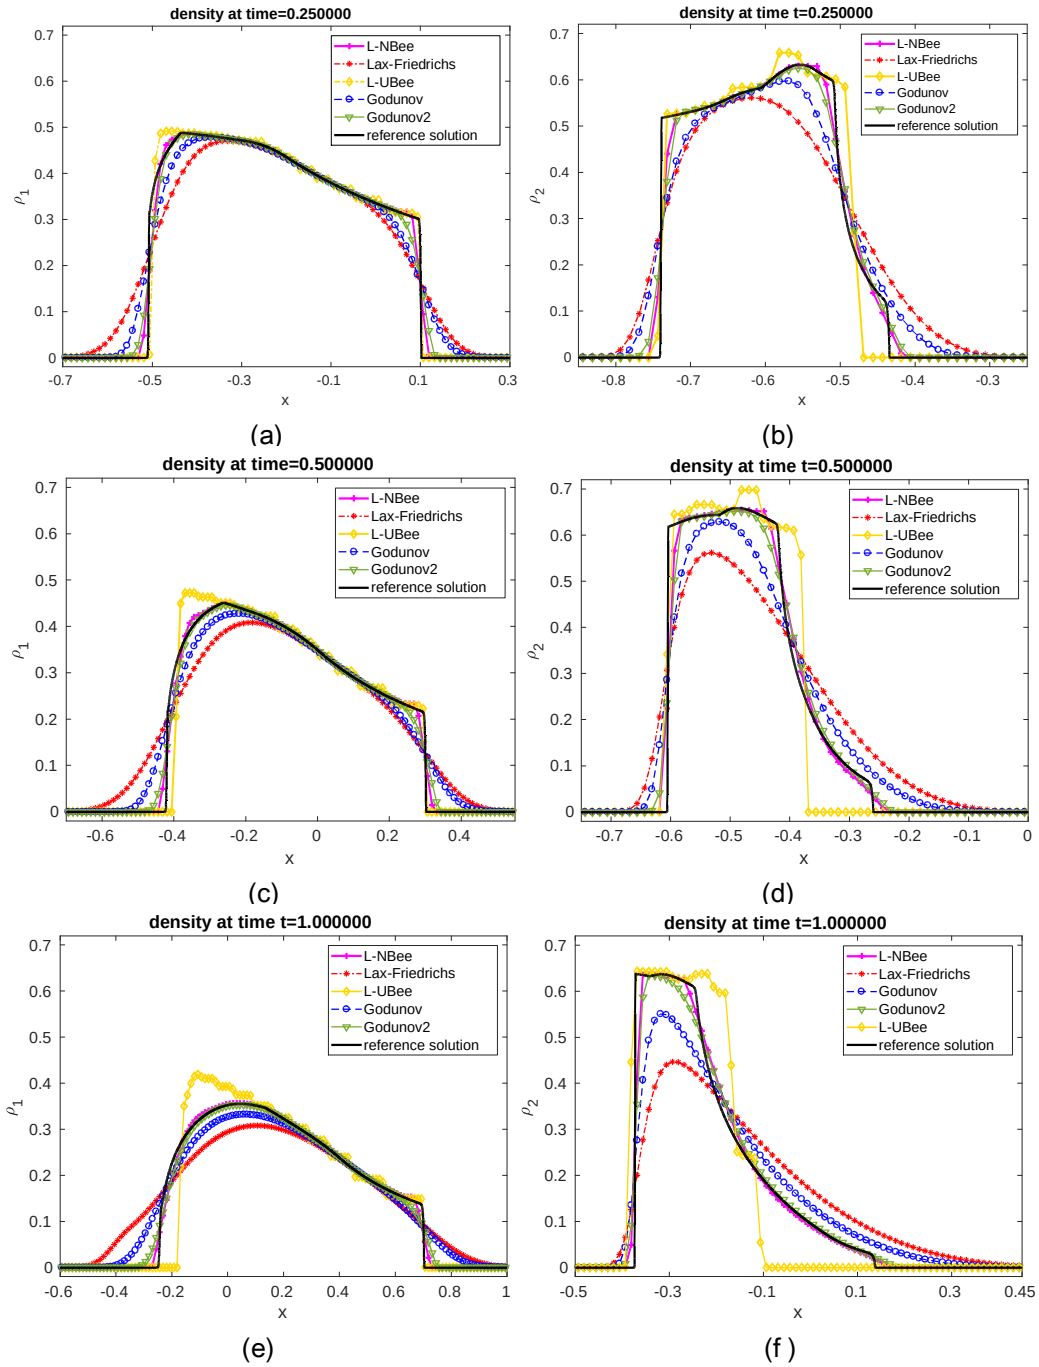 density at time=0.250000
0.7
0.6
0.5
0.4
0.3
0.2
0.1
0
ρ1
L-NBee
Lax-Friedrichs
L-UBee
Godunov
Godunov2
reference solution
-0.7 -0.5 -0.3 -0.1 0.1 0.3
x
(a)
density at time t=0.250000
0.7
0.6
0.5
0.4
0.3
0.2
0.1
0
ρ2
L-NBee
Lax-Friedrichs
L-UBee
Godunov
Godunov2
reference solution
-0.8 -0.7 -0.6 -0.5 -0.4 -0.3
x
(b)
density at time=0.500000
0.7
0.6
0.5
0.4
0.3
0.2
0.1
0
ρ1
L-NBee
Lax-Friedrichs
L-UBee
Godunov
Godunov2
reference solution
-0.6 -0.4 -0.2 0 0.2 0.4
x
(c)
density at time t=0.500000
0.7
0.6
0.5
0.4
0.3
0.2
0.1
0
ρ2
L-NBee
Lax-Friedrichs
L-UBee
Godunov
Godunov2
reference solution
-0.7 -0.6 -0.5 -0.4 -0.3 -0.2 -0.1 0
x
(d)
density at time t=1.000000
0.7
0.6
0.5
0.4
0.3
0.2
0.1
0
ρ1
L-NBee
Lax-Friedrichs
L-UBee
Godunov
Godunov2
reference solution
-0.6 -0.4 -0.2 0 0.2 0.4 0.6 0.8 1
x
(e)
density at time t=1.000000
0.7
0.6
0.5
0.4
0.3
0.2
0.1
0
ρ2
L-NBee
Lax-Friedrichs
Godunov
Godunov2
L-UBee
reference solution
-0.5 -0.3 -0.1 0.1 0.3 0.45
x
(f )